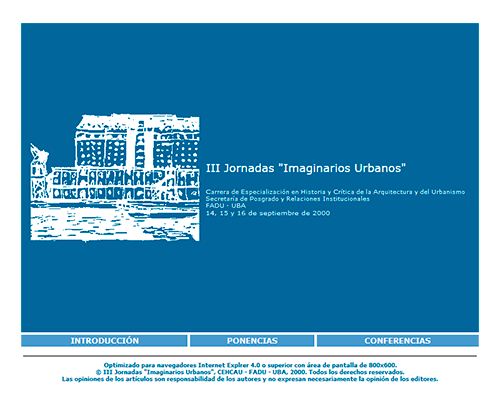 III Jornadas "Imaginarios Urbanos"
Carrera de Especialización en Historia y Crítica de la Arquitectura y del Urbanismo
Secretaría de Posgrado y Relaciones Institucionales
FADU - UBA
14, 15 y 16 de septiembre de 2000
INTRODUCCIÓN
PONENCIAS
CONFERENCIAS
Optimizado para navegadores Internet Explrer 4.0 o superior con área de pantalla de 800x600.
© III Jornadas "Imaginarios Urbanos", CEHCAU - FADU - UBA, 2000. Todos los derechos reservados.
Las opiniones de los artículos son responsabilidad de los autores y no expresan necesariamente la opinión de los editores.